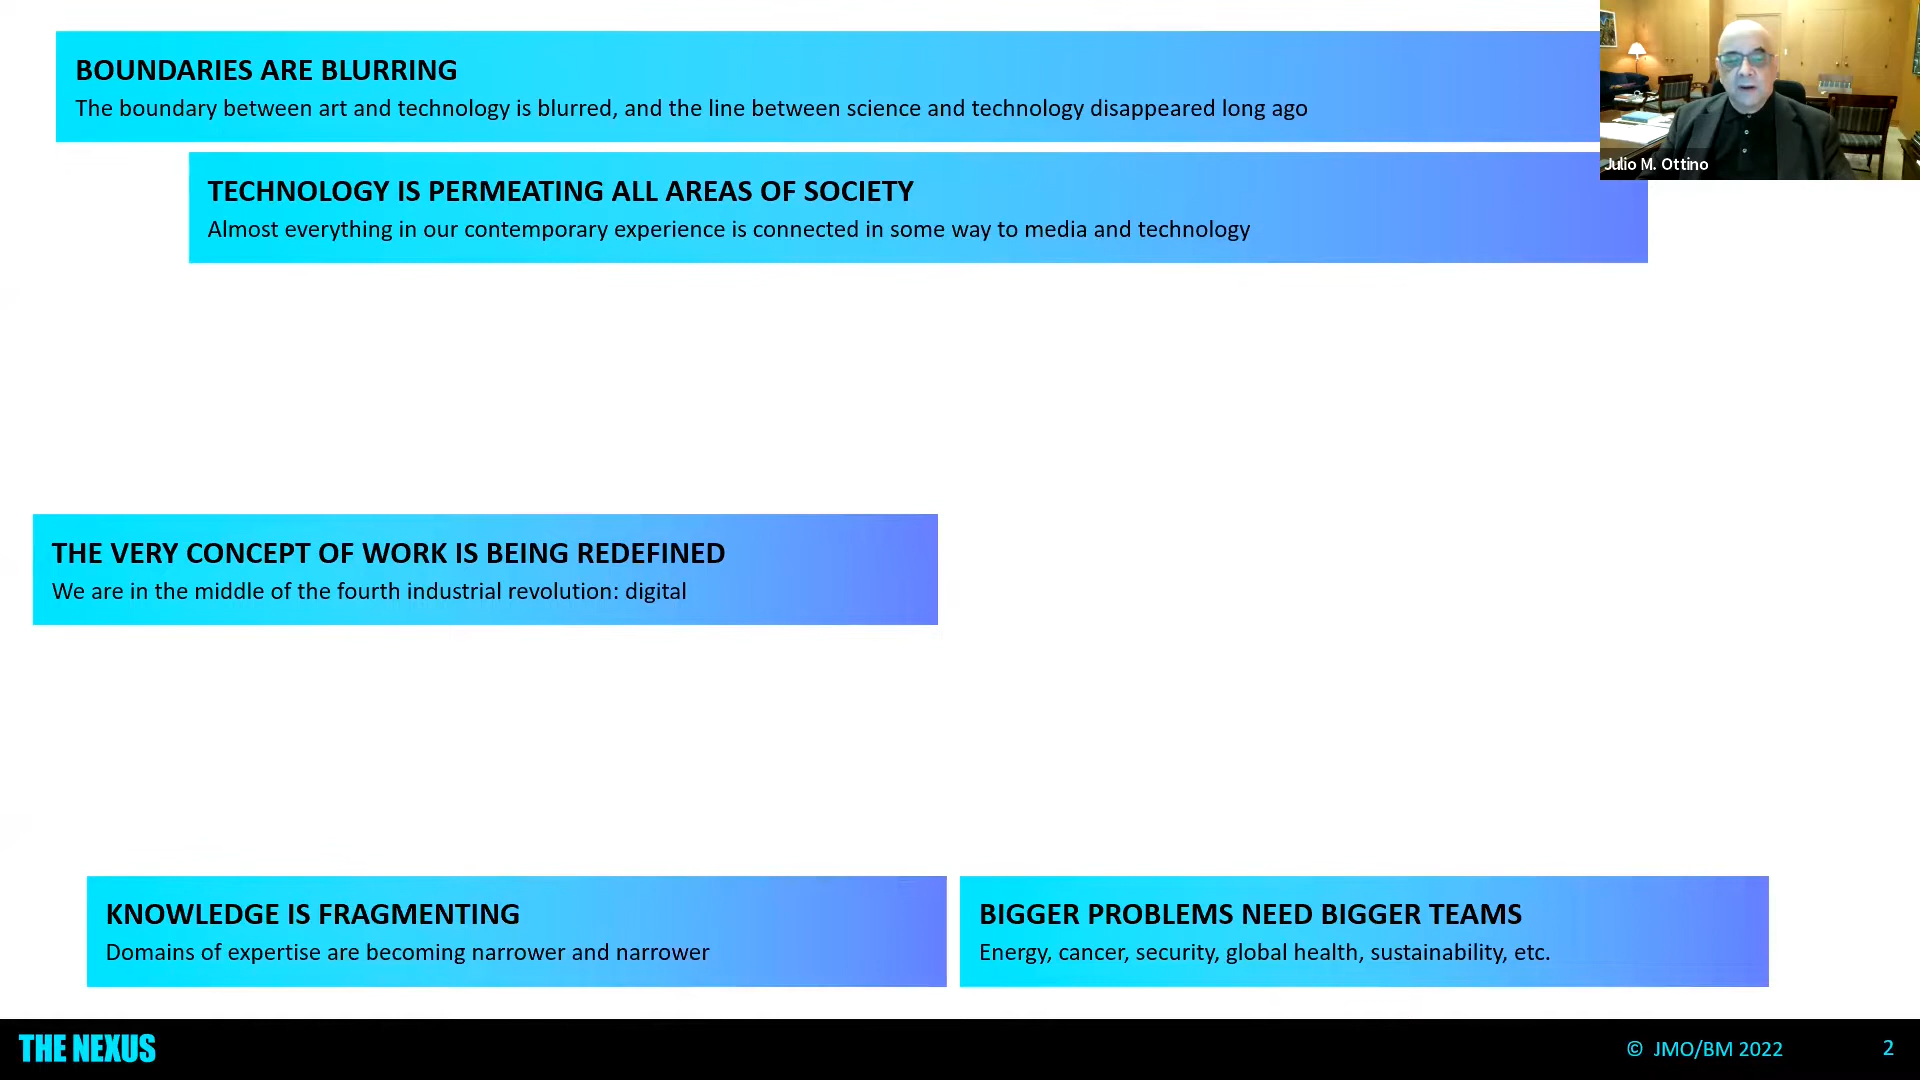 BOUNDARIES ARE BLURRING
The boundary between art and technology is blurred, and the line between science and technology disappeared long ago
Julio M. Ottino
TECHNOLOGY IS PERMEATING ALL AREAS OF SOCIETY
Almost everything in our contemporary experience is connected in some way to media and technology
THE VERY CONCEPT OF WORK IS BEING REDEFINED
We are in the middle of the fourth industrial revolution: digital
KNOWLEDGE IS FRAGMENTING
Domains of expertise are becoming narrower and narrower
BIGGER PROBLEMS NEED BIGGER TEAMS
Energy, cancer, security, global health, sustainability, etc.
THE NEXUS
© JMO/BM 2022
2